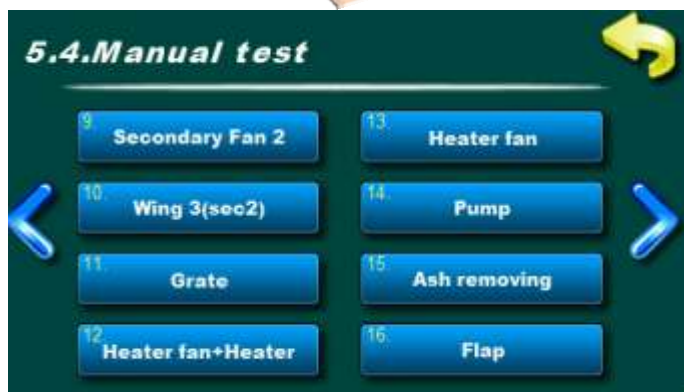 5.4.Manual test
9.
Secondary Fan 2
10.
Wing 3(sec2)
11.
Grate
12.
Heater fan+Heater
13.
Heater fan
14.
Pump
15.
Ash removing
16.
Flap